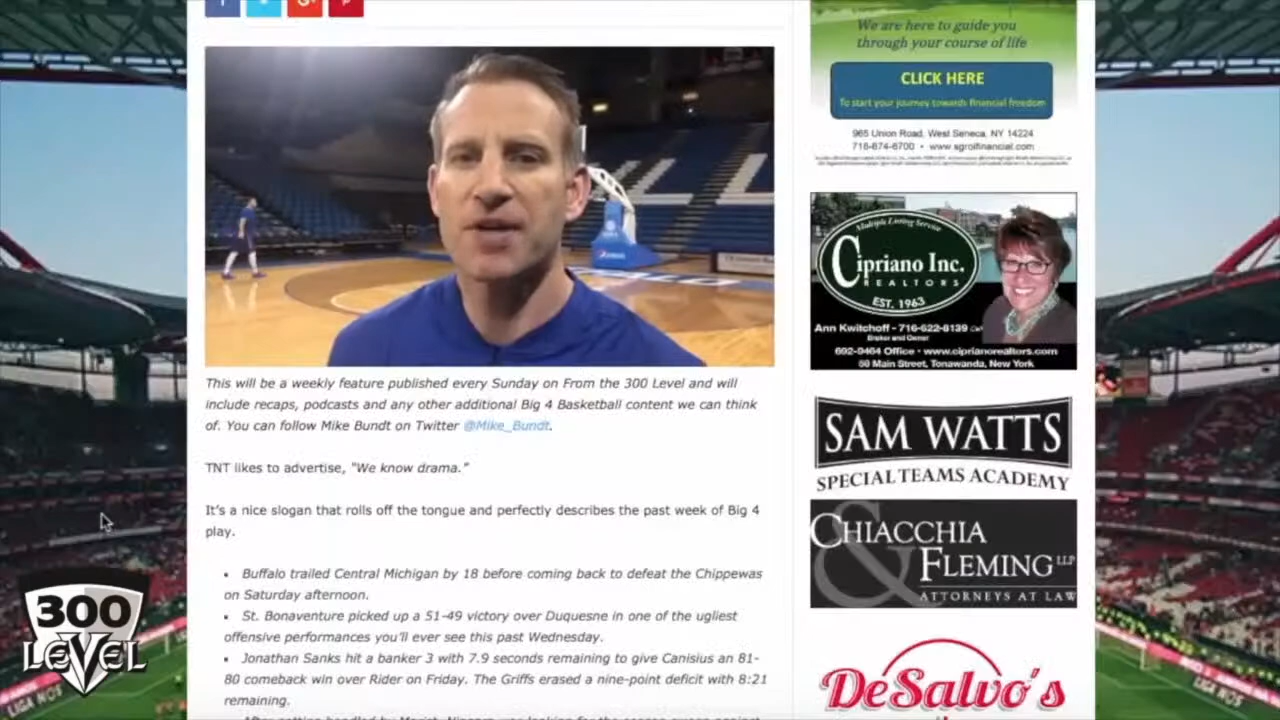 This will be a weekly feature published every Sunday on From the 300 Level and will
include recaps, podcasts and any other additional Big 4 Basketball content we can think
of. You can follow Mike Bundt on Twitter @Mike_Bundt.
TNT likes to advertise, "We know drama."
It's a nice slogan that rolls off the tongue and perfectly describes the past week of Big 4
play.
• Buffalo trailed Central Michigan by 18 before coming back to defeat the Chippewas
on Saturday afternoon.
• St. Bonaventure picked up a 51-49 victory over Duquesne in one of the ugliest
offensive performances you'll ever see this past Wednesday.
• Jonathan Sanks hit a banker 3 with 7.9 seconds remaining to give Canisius an 81-
80 comeback win over Rider on Friday. The Griffs erased a nine-point deficit with 8:21
remaining.
We are here to guide you
through your course of life
CLICK HERE
To start your journey towards financial freedom
965 Union Road, West Seneca, NY 14224
716-674-6700 • www.sgroifinancial.com
Multiple Listing Service
Cipriano Inc.
REALTORS
EST. 1963
Ann Kwitchoff - 716-622-8139
Broker and Owner
692-9464 Office • www.ciprianorealtors.com
50 Main Street, Tonawanda, New York
SAM WATTS
SPECIAL TEAMS ACADEMY
CHIACCHIA
& FLEMING LLP
ATTORNEYS AT LAW
DeSalvo's
300
LEVEL
LIGA NOS
LIGA NOS